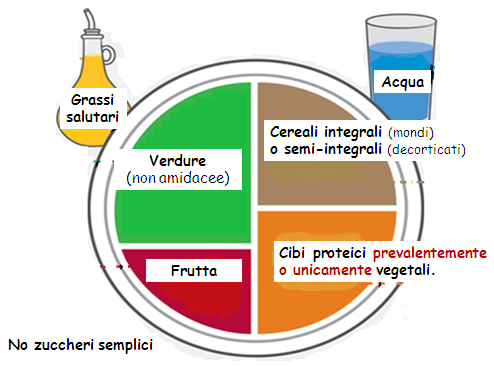 Grassi
salutari
Acqua
Cereali integrali (mondi)
o semi-integrali (decorticati)
Verdure
(non amidacee)
Cibi proteici prevalentemente
o unicamente vegetali.
Frutta
No zuccheri semplici